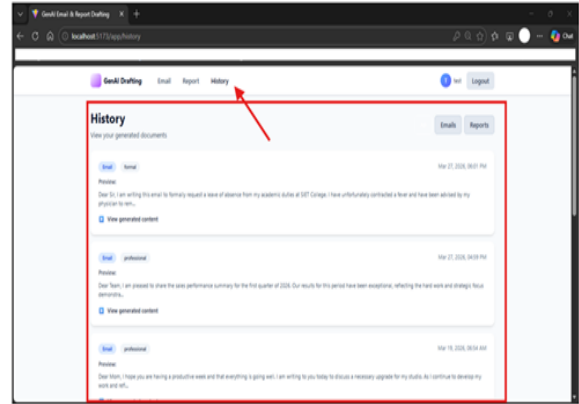 GenAI Email & Report Drafting
localhost:5173/app/history
Chat
GenAI Drafting Email Report History
Logout
History
View your generated documents
Emails Reports
Email formal
Mar 27, 2026, 08:01 PM
Preview:
Dear Sir, I am writing this email to formally request a leave of absence from my academic duties at SIET College. I have unfortunately contracted a fever and have been advised by my
physician to rem...
View generated content
Email professional
Mar 27, 2026, 04:09 PM
Preview:
Dear Team, I am pleased to share the sales performance summary for the first quarter of 2026. Our results for this period have been exceptional, reflecting the hard work and strategic focus
demonstra...
View generated content
Email professional
Mar 19, 2026, 06:54 AM
Preview:
Dear Mom, I hope you are having a productive week and that everything is going well. I am writing to you today to discuss a necessary upgrade for my studio. As I continue to develop my
work and refi...